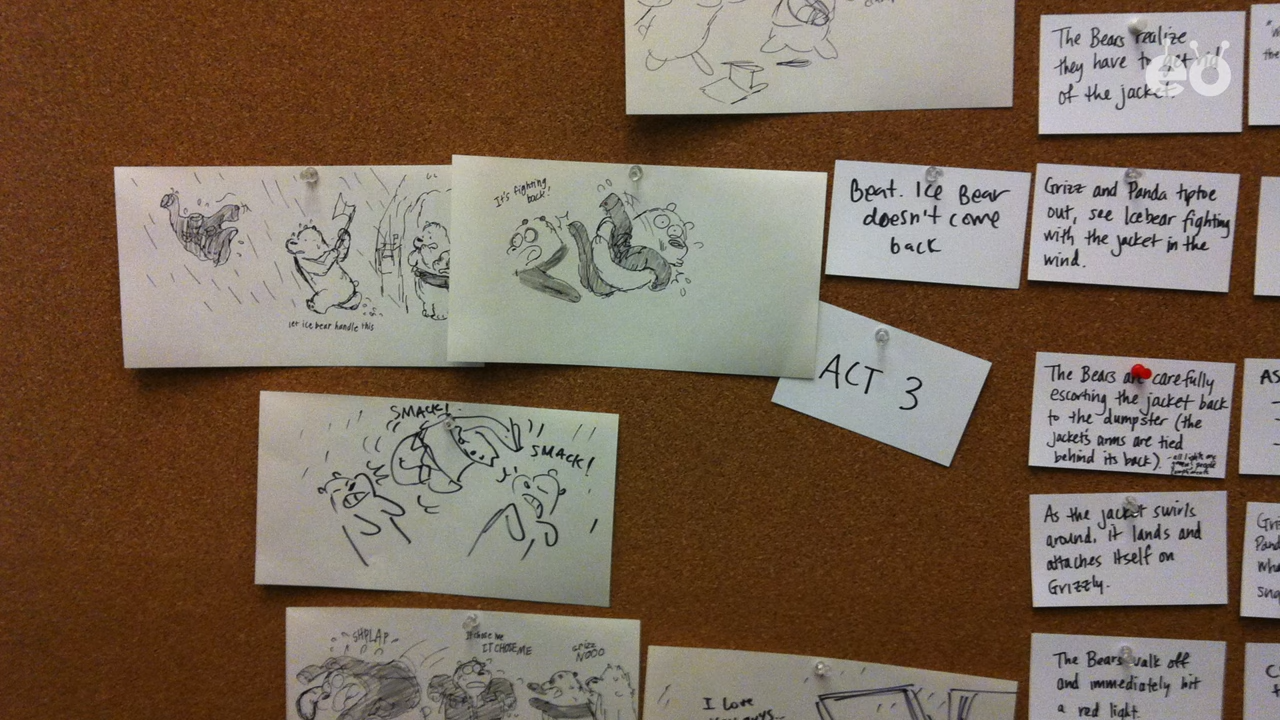 The Bears realize
they have to get rid
of the jacket.
It's fighting
back!
let ice bear handle this
Beat. Ice Bear
doesn't come
back
Grizz and Panda tiptoe
out, see Icebear fighting
with the jacket in the
wind.
ACT 3
The Bears are carefully
escorting the jacket back
to the dumpster (the
jacket's arms are tied
behind its back).
AS
SMACK!
SMACK!
As the jacket swirls
around, it lands and
attaches itself on
Grizzly.
SHPLAP
IT CHOSE ME
grizz
NOOO
I love
The Bears walk off
and immediately hit
a red light.